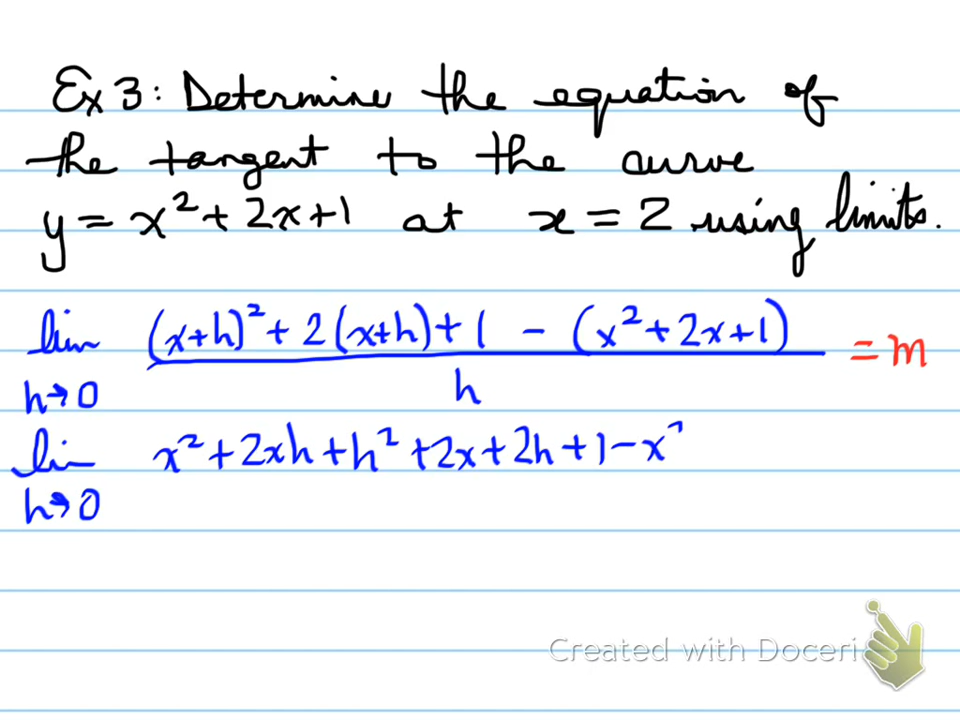 Ex 3: Determine the equation of
the tangent to the curve
y = x² + 2x + 1 at x = 2 using limits.
lim (x+h)² + 2(x+h) + 1 - (x² + 2x + 1) = m
h→0 h
lim x² + 2xh + h² + 2x + 2h + 1 - x²
h→0
Created with Doceri